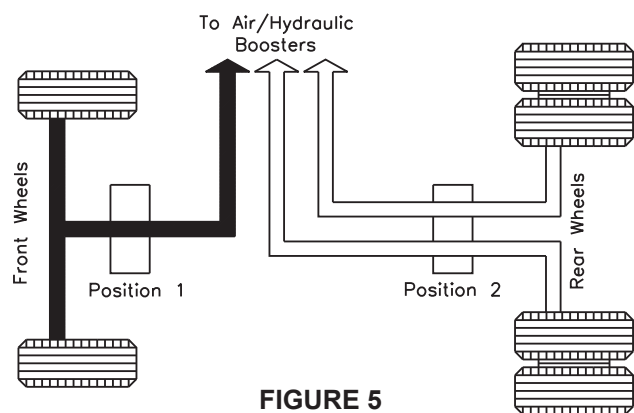 To Air/Hydraulic
Boosters
Front Wheels
Position 1
Position 2
Rear Wheels
FIGURE 5